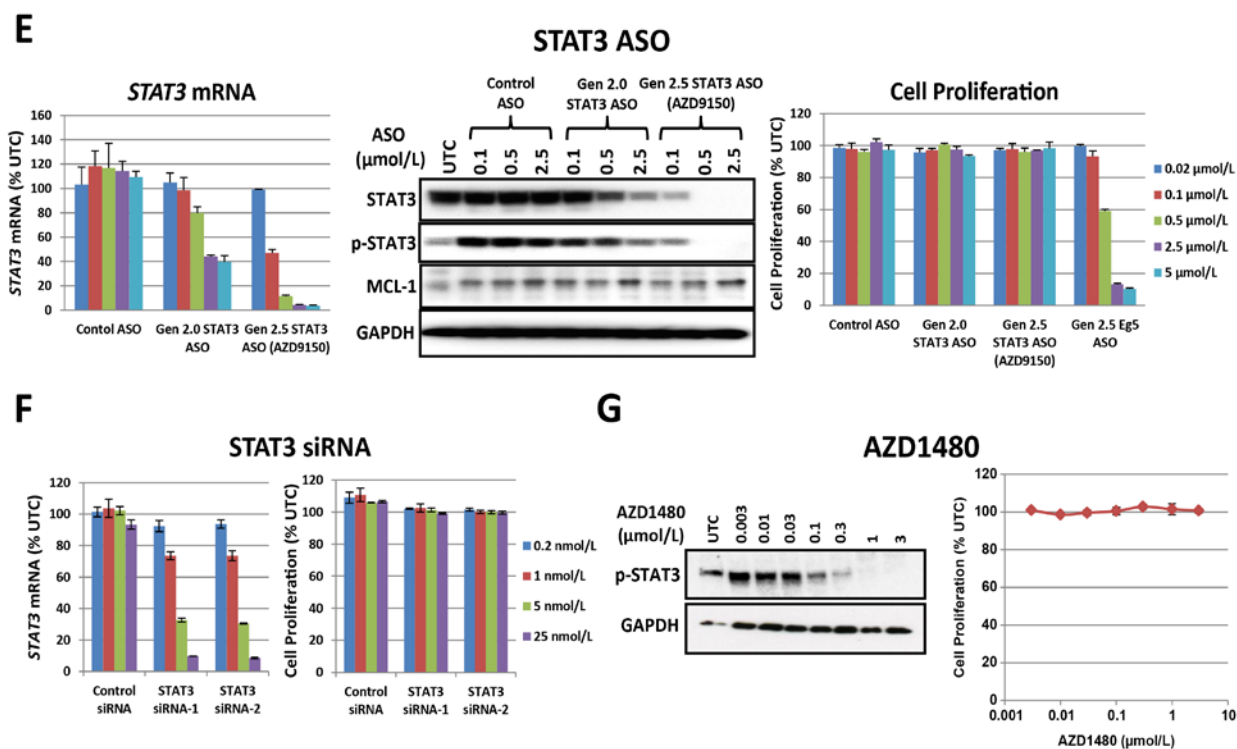 E
STAT3 ASO
STAT3 mRNA
STAT3 mRNA (% UTC)
160
140
120
100
80
60
40
20
0
Contol ASO
Gen 2.0 STAT3
ASO
Gen 2.5 STAT3
ASO (AZD9150)
Control
ASO
Gen 2.0
STAT3 ASO
Gen 2.5 STAT3 ASO
(AZD9150)
ASO
(μmol/L)
UTC 0.1 0.5 2.5 0.1 0.5 2.5 0.1 0.5 2.5
STAT3
p-STAT3
MCL-1
GAPDH
Cell Proliferation
Cell Proliferation (% UTC)
120
100
80
60
40
20
0
Control ASO
Gen 2.0
STAT3 ASO
Gen 2.5
STAT3 ASO
(AZD9150)
Gen 2.5 Eg5
ASO
0.02 μmol/L
0.1 μmol/L
0.5 μmol/L
2.5 μmol/L
5 μmol/L
F
STAT3 siRNA
STAT3 mRNA (% UTC)
120
100
80
60
40
20
0
Control
siRNA
STAT3
siRNA-1
STAT3
siRNA-2
Cell Proliferation (% UTC)
120
100
80
60
40
20
0
Control
siRNA
STAT3
siRNA-1
STAT3
siRNA-2
0.2 nmol/L
1 nmol/L
5 nmol/L
25 nmol/L
G
AZD1480
AZD1480
(μmol/L)
UTC 0.003 0.01 0.03 0.1 0.3 1 3
p-STAT3
GAPDH
Cell Proliferation (% UTC)
120
100
80
60
40
20
0
0.001 0.01 0.1 1 10
AZD1480 (μmol/L)